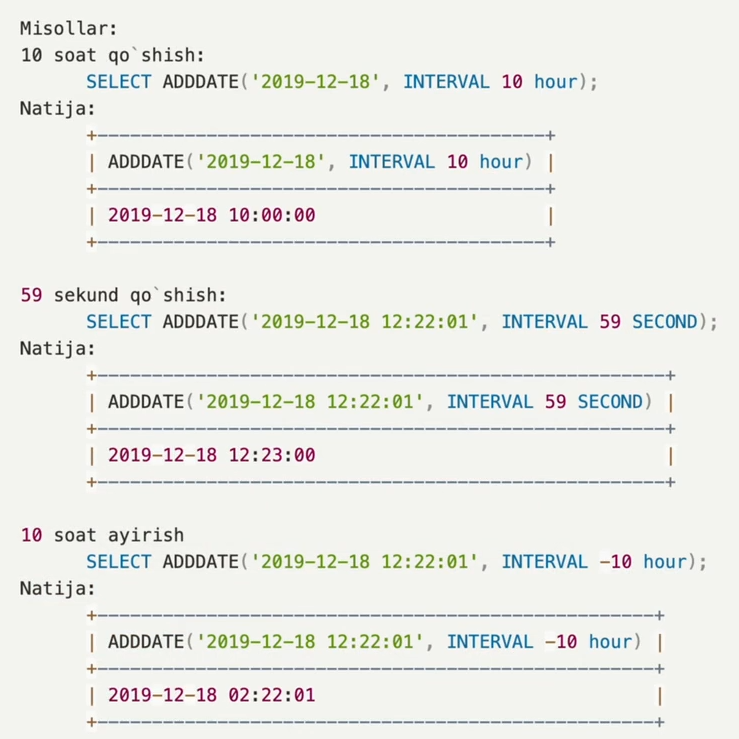 Misollar:
10 soat qo`shish:
SELECT ADDDATE('2019-12-18', INTERVAL 10 hour);
Natija:
+-----------------------------------------+
| ADDDATE('2019-12-18', INTERVAL 10 hour) |
+-----------------------------------------+
| 2019-12-18 10:00:00                     |
+-----------------------------------------+
59 sekund qo`shish:
SELECT ADDDATE('2019-12-18 12:22:01', INTERVAL 59 SECOND);
Natija:
+----------------------------------------------------+
| ADDDATE('2019-12-18 12:22:01', INTERVAL 59 SECOND) |
+----------------------------------------------------+
| 2019-12-18 12:23:00                                |
+----------------------------------------------------+
10 soat ayirish
SELECT ADDDATE('2019-12-18 12:22:01', INTERVAL -10 hour);
Natija:
+---------------------------------------------------+
| ADDDATE('2019-12-18 12:22:01', INTERVAL -10 hour) |
+---------------------------------------------------+
| 2019-12-18 02:22:01                               |
+---------------------------------------------------+